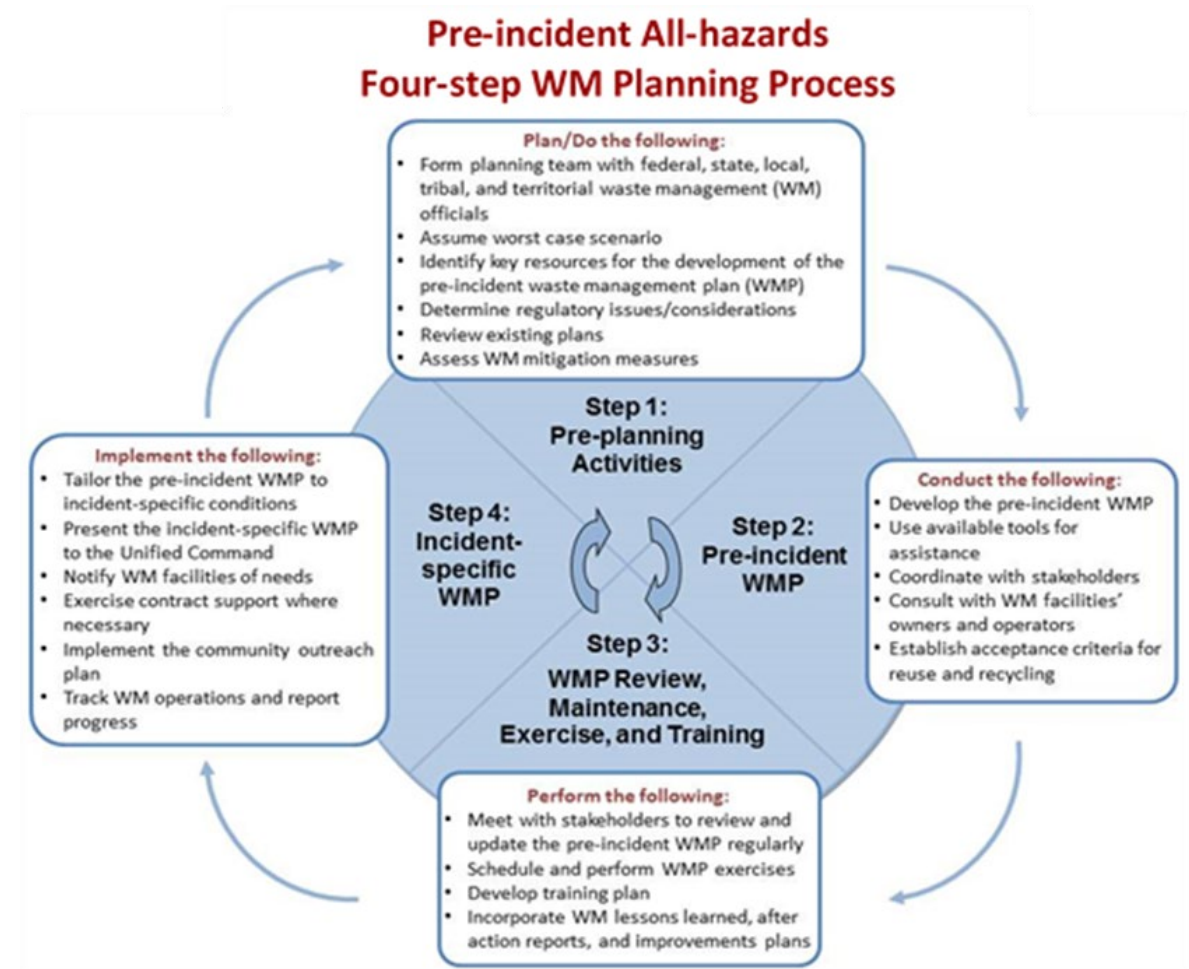 Pre-incident All-hazards
Four-step WM Planning Process
Plan/Do the following:
• Form planning team with federal, state, local,
tribal, and territorial waste management (WM)
officials
• Assume worst case scenario
• Identify key resources for the development of the
pre-incident waste management plan (WMP)
• Determine regulatory issues/considerations
• Review existing plans
• Assess WM mitigation measures
Step 1:
Pre-planning
Activities
Conduct the following:
• Develop the pre-incident WMP
• Use available tools for
assistance
• Coordinate with stakeholders
• Consult with WM facilities'
owners and operators
• Establish acceptance criteria for
reuse and recycling
Step 2:
Pre-incident
WMP
Step 3:
WMP Review,
Maintenance,
Exercise, and Training
Perform the following:
• Meet with stakeholders to review and
update the pre-incident WMP regularly
• Schedule and perform WMP exercises
• Develop training plan
• Incorporate WM lessons learned, after
action reports, and improvements plans
Step 4:
Incident-
specific
WMP
Implement the following:
• Tailor the pre-incident WMP to
incident-specific conditions
• Present the incident-specific WMP
to the Unified Command
• Notify WM facilities of needs
• Exercise contract support where
necessary
• Implement the community outreach
plan
• Track WM operations and report
progress